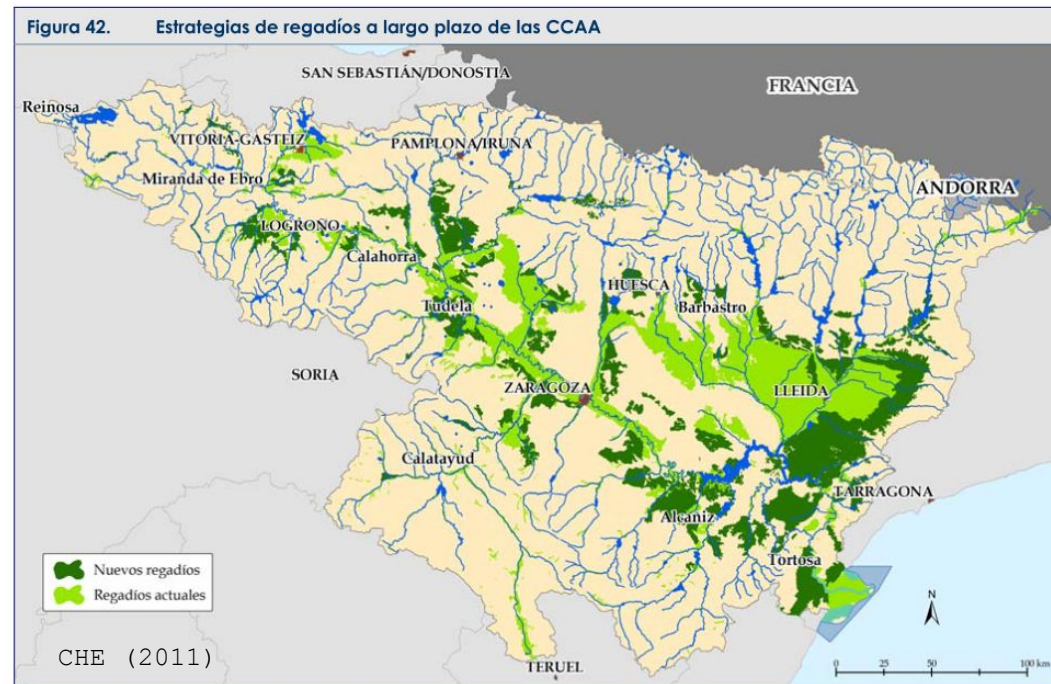 Figura 42. Estrategias de regadíos a largo plazo de las CCAA
SAN SEBASTIÁN/DONOSTIA
FRANCIA
Reinosa
VITORIA-GASTEIZ
PAMPLONA/IRUÑA
Miranda de Ebro
ANDORRA
LOGROÑO
Calahorra
HUESCA
Tudela
Barbastro
SORIA
ZARAGOZA
LLEIDA
Calatayud
TARRAGONA
Alcañiz
Tortosa
Nuevos regadíos
Regadíos actuales
N
CHE (2011)
TERUEL
0 25 50 100 km